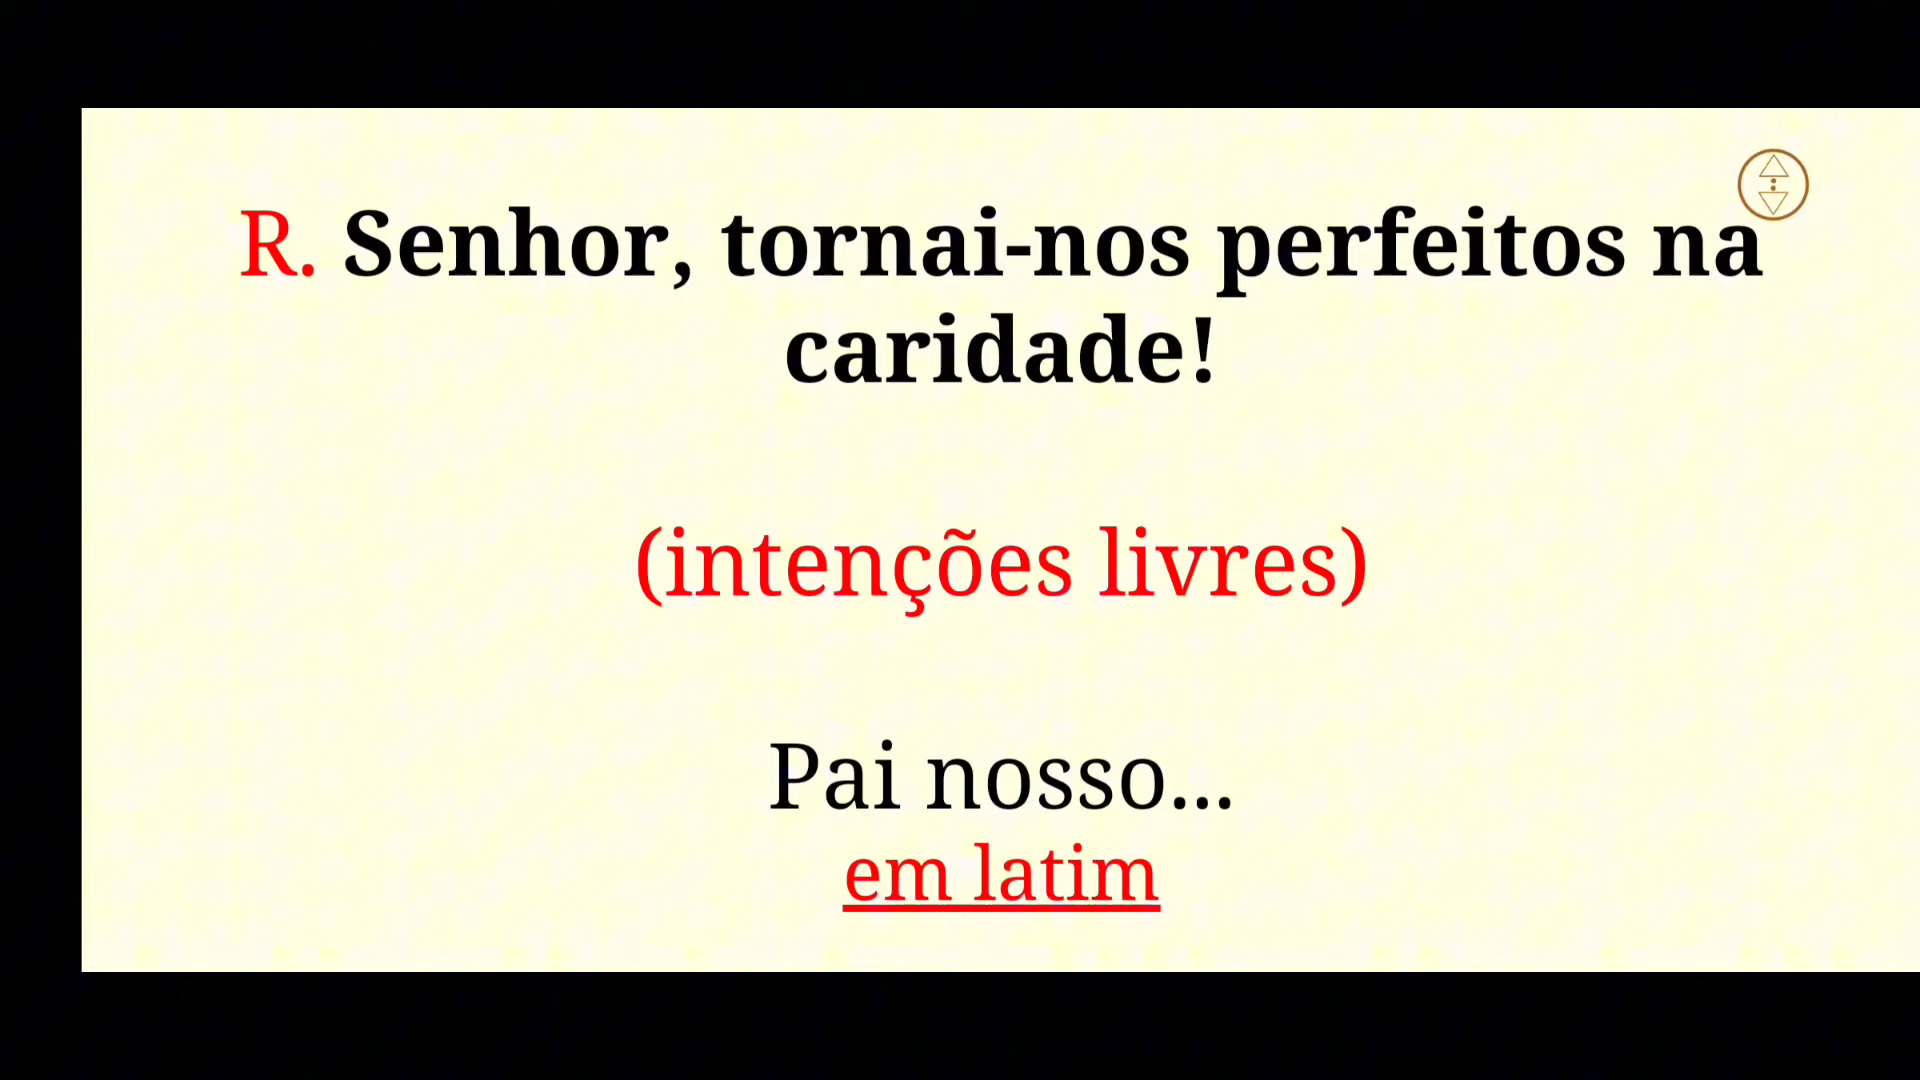 R. Senhor, tornai-nos perfeitos na
caridade!
(intenções livres)
Pai nosso...
em latim